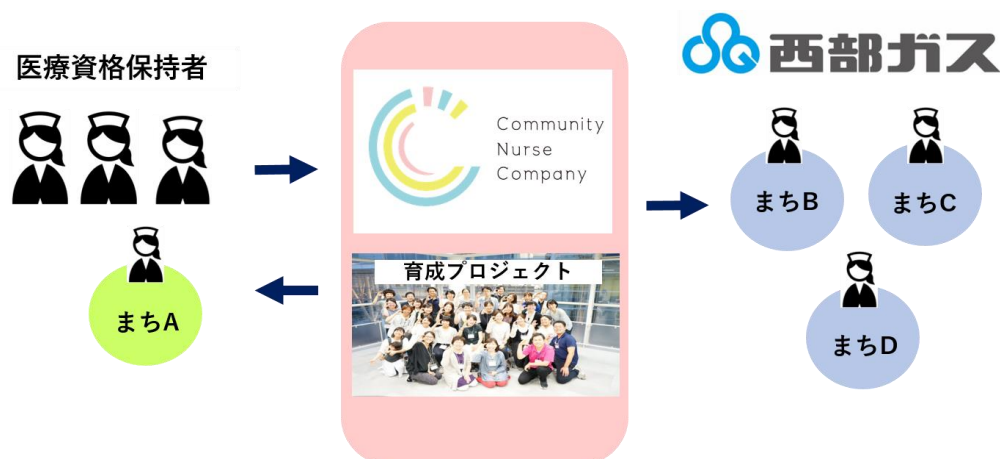 医療資格保持者
まちA
Community
Nurse
Company
育成プロジェクト
西部ガス
まちB
まちC
まちD